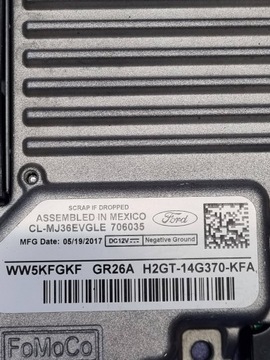 SCRAP IF DROPPED
ASSEMBLED IN MEXICO
CL-MJ36EVGLE 706035
Ford
MFG Date: 05/19/2017 DC12V Negative Ground
WW5KFGKF GR26A H2GT-14G370-KFA
FoMoCo